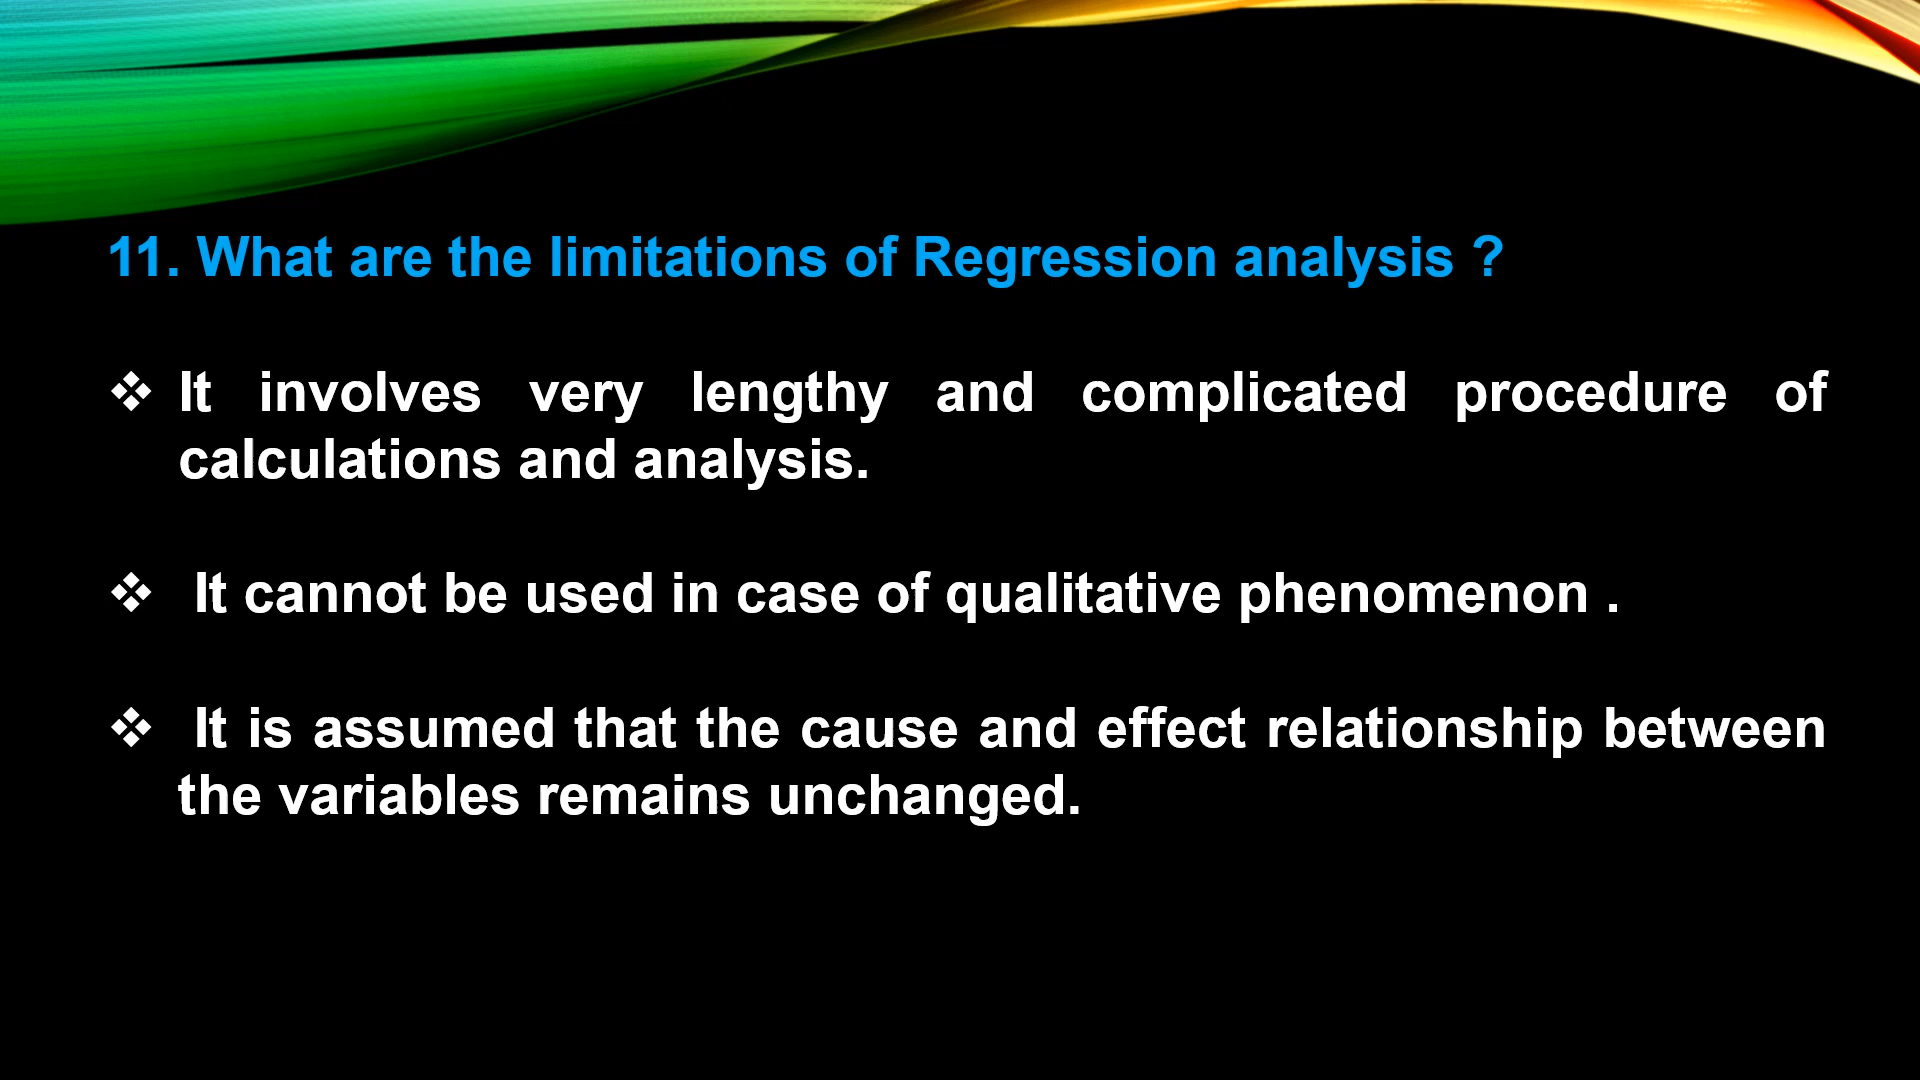 11. What are the limitations of Regression analysis ?
❖ It involves very lengthy and complicated procedure of
calculations and analysis.
❖ It cannot be used in case of qualitative phenomenon .
❖ It is assumed that the cause and effect relationship between
the variables remains unchanged.